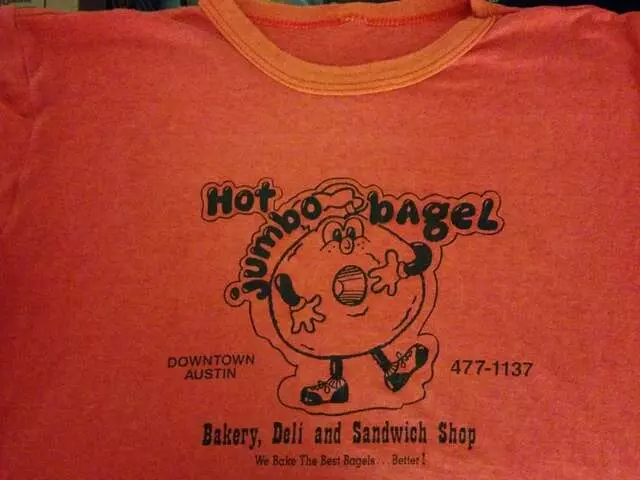 Hot Jumbo bAgeL
DOWNTOWN
AUSTIN
477-1137
Bakery, Deli and Sandwich Shop
We Bake The Best Bagels... Better!